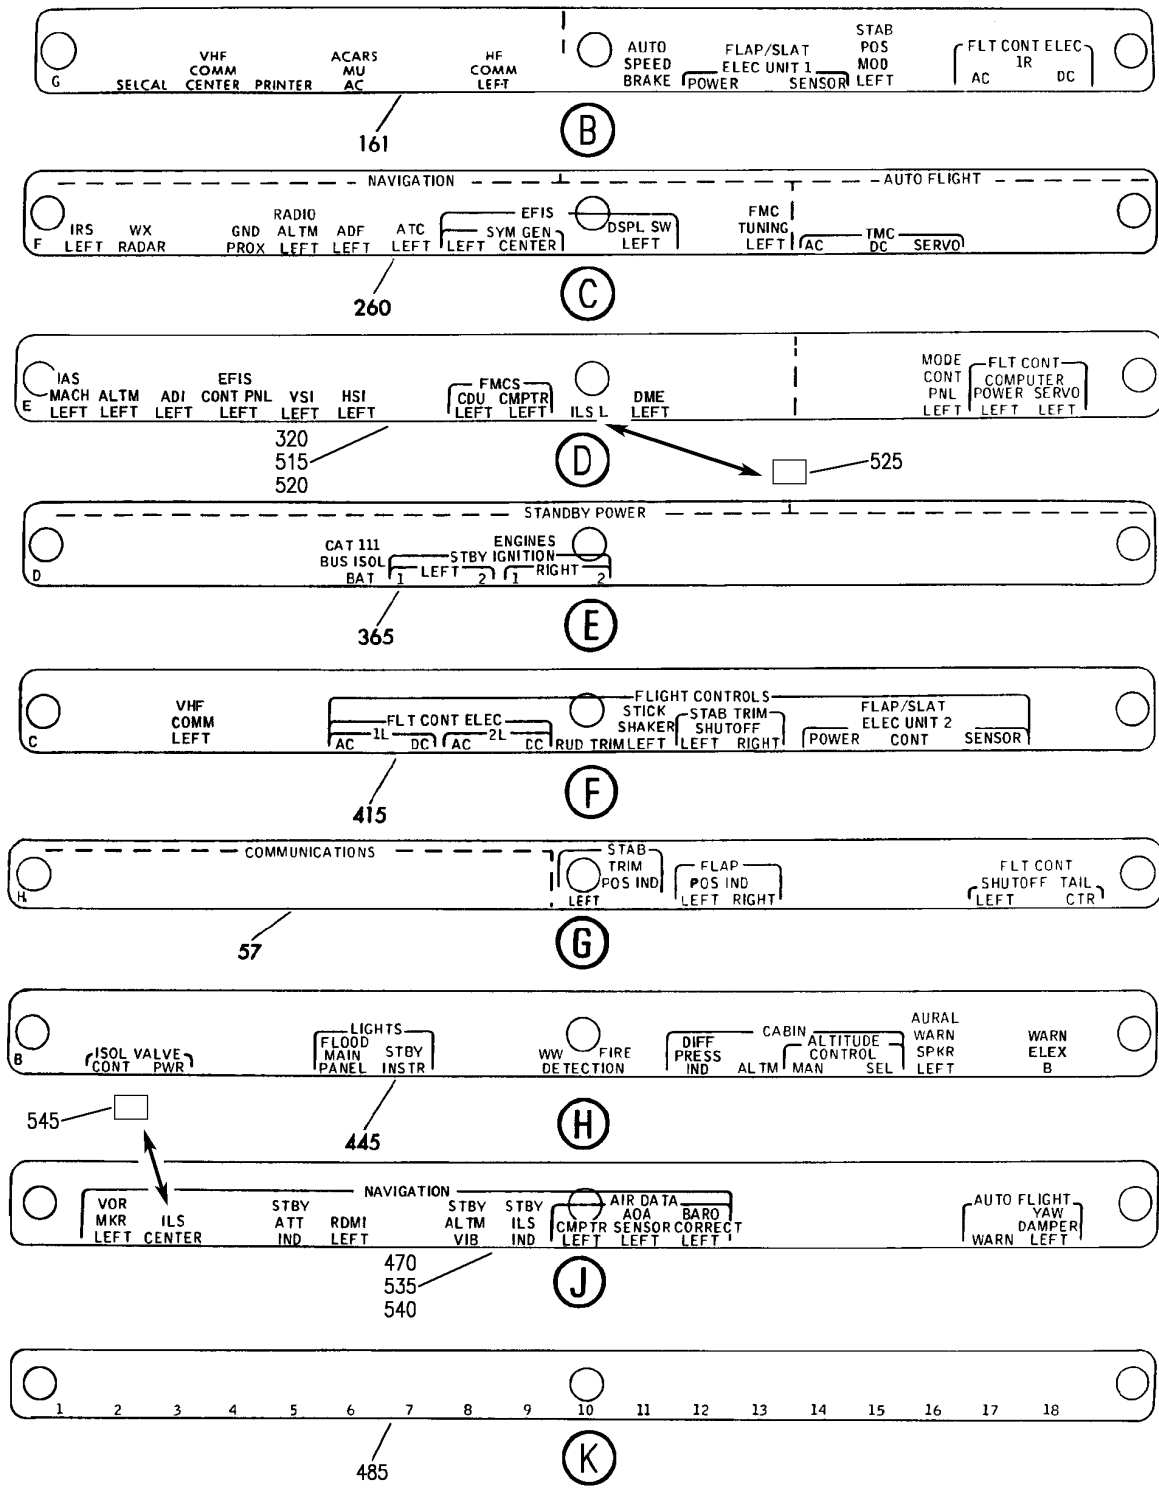 STAB
AUTO FLAP/SLAT POS FLT CONT ELEC
VHF ACARS HF SPEED ELEC UNIT 1 MOD 1R
COMM MU COMM BRAKE POWER SENSOR LEFT AC DC
G SELCAL CENTER PRINTER AC LEFT
161
B
NAVIGATION AUTO FLIGHT
RADIO EFIS FMC
IRS WX GND ALTM ADF ATC SYM GEN DSPL SW TUNING TMC
F LEFT RADAR PROX LEFT LEFT LEFT LEFT CENTER LEFT LEFT AC DC SERVO
260
C
IAS EFIS FMCS MODE FLT CONT
MACH ALTM ADI CONT PNL VSI HSI CDU CMPTR DME CONT COMPUTER
E LEFT LEFT LEFT LEFT LEFT LEFT LEFT LEFT ILS L LEFT PNL POWER SERVO
LEFT LEFT LEFT
320
515
520
D
525
STANDBY POWER
CAT 111 ENGINES
BUS ISOL STBY IGNITION
D BAT 1 LEFT 2 1 RIGHT 2
365
E
FLIGHT CONTROLS
VHF STICK STAB TRIM FLAP/SLAT
COMM FLT CONT ELEC SHAKER SHUTOFF ELEC UNIT 2
C LEFT 1L 2L RUD TRIM LEFT LEFT RIGHT POWER CONT SENSOR
AC DC AC DC
415
F
COMMUNICATIONS STAB
TRIM FLAP FLT CONT
POS IND POS IND SHUTOFF TAIL
H LEFT LEFT RIGHT LEFT CTR
57
G
LIGHTS CABIN AURAL
FLOOD DIFF ALTITUDE WARN WARN
ISOL VALVE MAIN STBY WW FIRE PRESS CONTROL SPKR ELEX
B CONT PWR PANEL INSTR DETECTION IND ALTM MAN SEL LEFT B
545
445
H
NAVIGATION AIR DATA AUTO FLIGHT
VOR STBY STBY STBY AOA BARO YAW
MKR ILS ATT RDMI ALTM ILS CMPTR SENSOR CORRECT DAMPER
LEFT CENTER IND LEFT VIB IND LEFT LEFT LEFT WARN LEFT
470
535
540
J
1 2 3 4 5 6 7 8 9 10 11 12 13 14 15 16 17 18
485
K